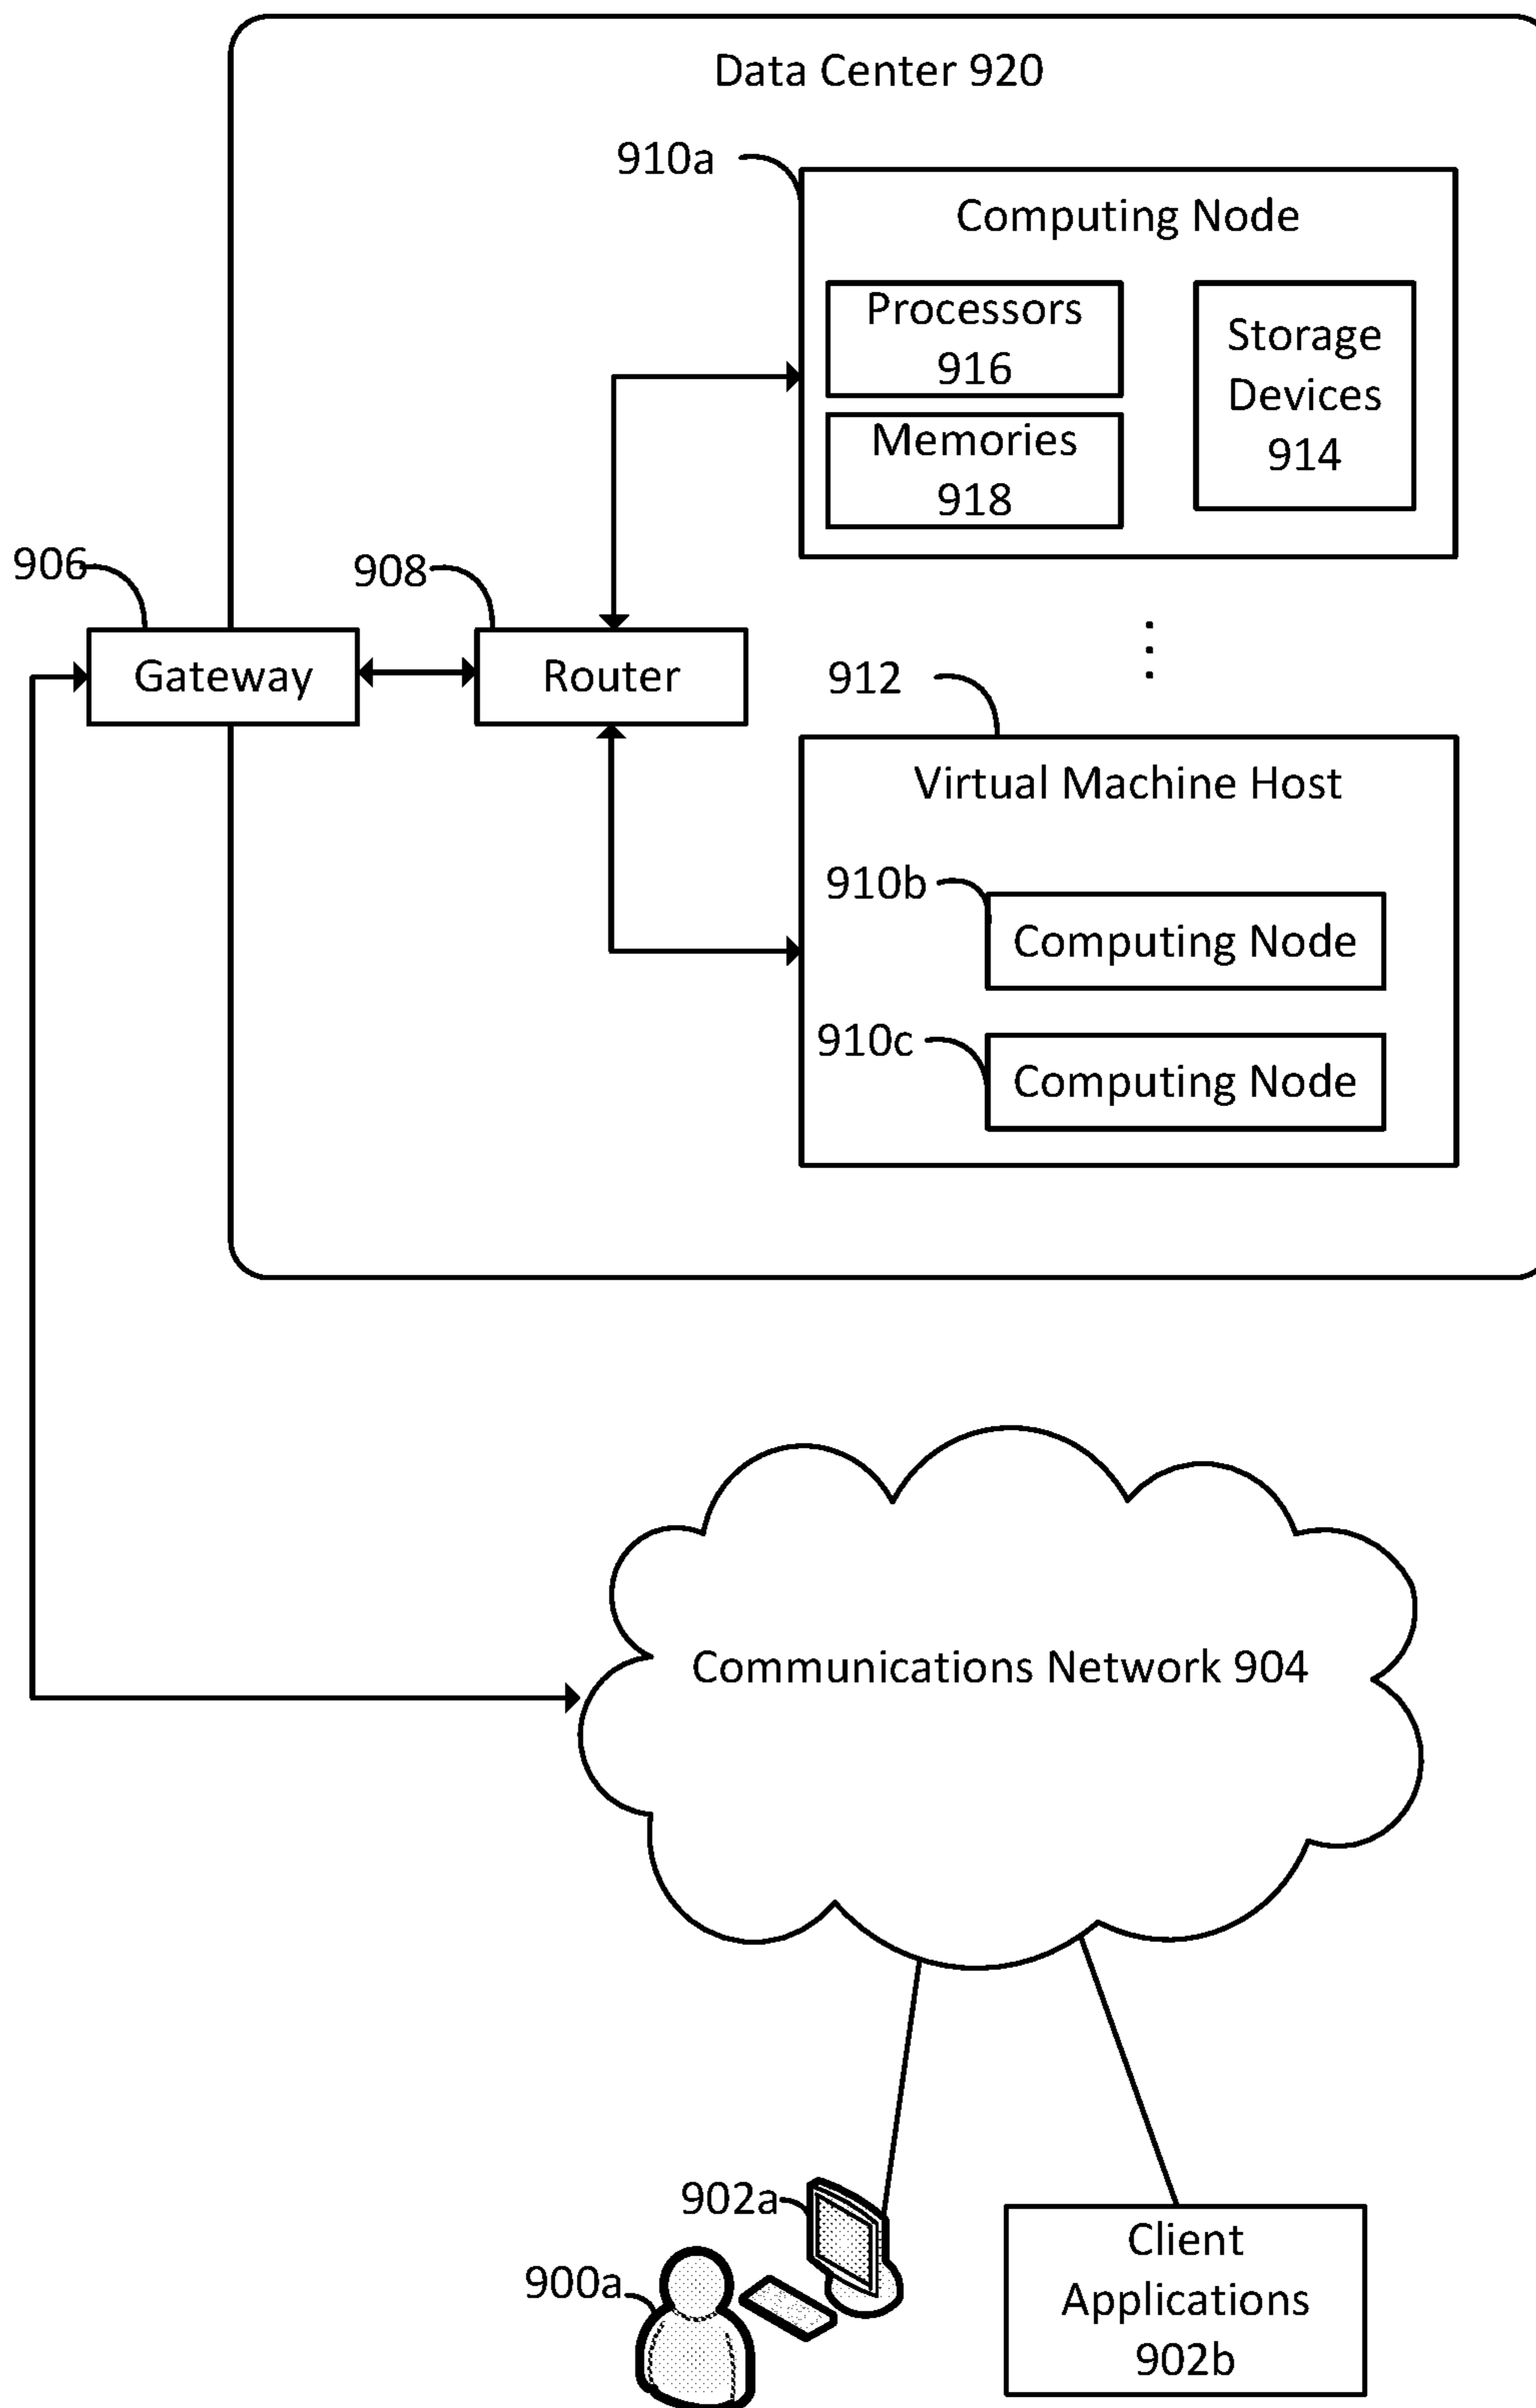 Data Center 920
910a
Computing Node
Processors
916
Storage
Devices
914
Memories
918
906
908
Gateway
Router
912
Virtual Machine Host
910b
Computing Node
910c
Computing Node
Communications Network 904
902a
900a
Client
Applications
902b